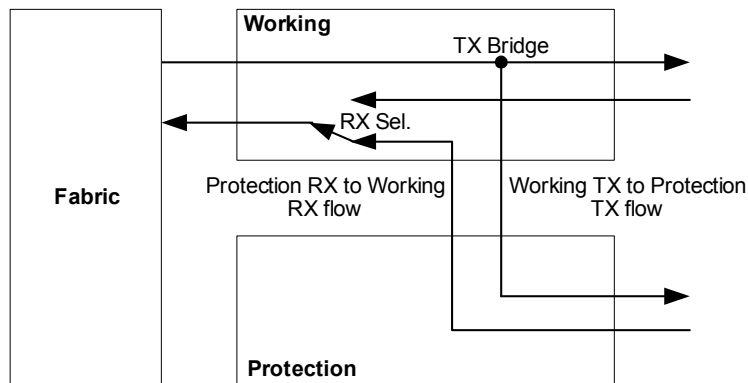 Working
TX Bridge
RX Sel.
Fabric
Protection RX to Working
RX flow
Working TX to Protection
TX flow
Protection